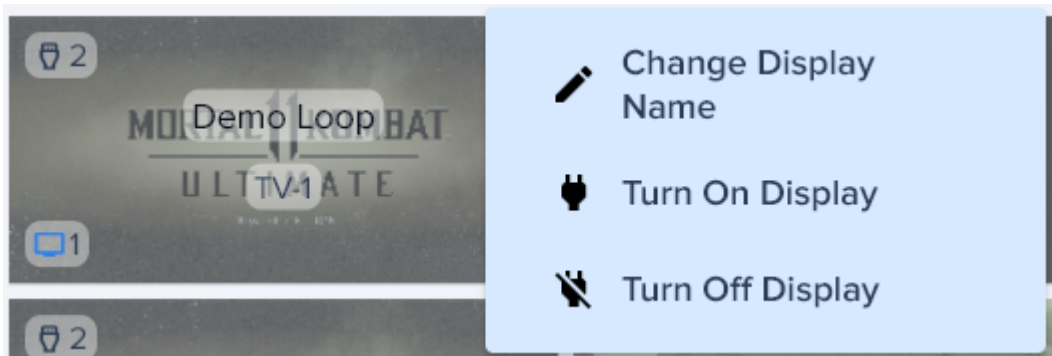 2
Demo Loop
MORTAL 11 KOMBAT
ULTIMATE
TV-1
1
2
Change Display
Name
Turn On Display
Turn Off Display